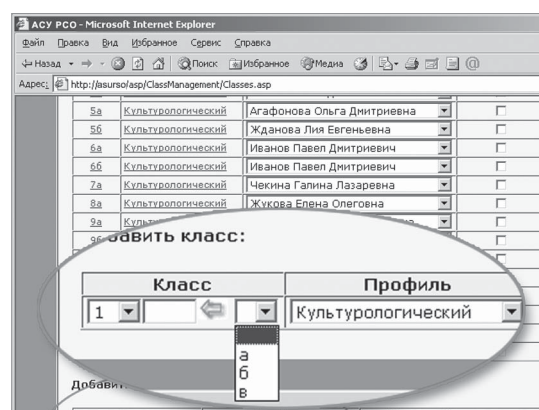 АСУ РСО - Microsoft Internet Explorer
Файл Правка Вид Избранное Сервис Справка
Назад Поиск Избранное Медиа
Адрес: http://asurso/asp/ClassManagement/Classes.asp
5а Культурологический Агафонова Ольга Дмитриевна
5б Культурологический Жданова Лия Евгеньевна
6а Культурологический Иванов Павел Дмитриевич
6б Культурологический Иванов Павел Дмитриевич
7а Культурологический Чекина Галина Лазаревна
8а Культурологический Жукова Елена Олеговна
9а
9б
авить класс:
Класс Профиль
1 Культурологический
а
б
в
Добави